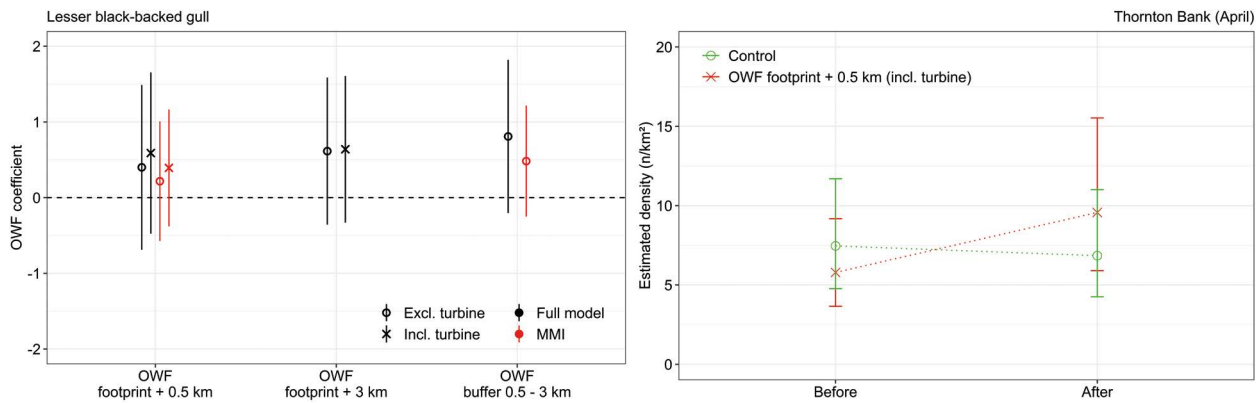 Lesser black-backed gull
OWF coefficient
2
1
0
-1
-2
Excl. turbine
Incl. turbine
Full model
MMI
OWF
footprint + 0.5 km
OWF
footprint + 3 km
OWF
buffer 0.5 - 3 km
Thornton Bank (April)
Estimated density (n/km²)
20
15
10
5
0
Control
OWF footprint + 0.5 km (incl. turbine)
Before
After